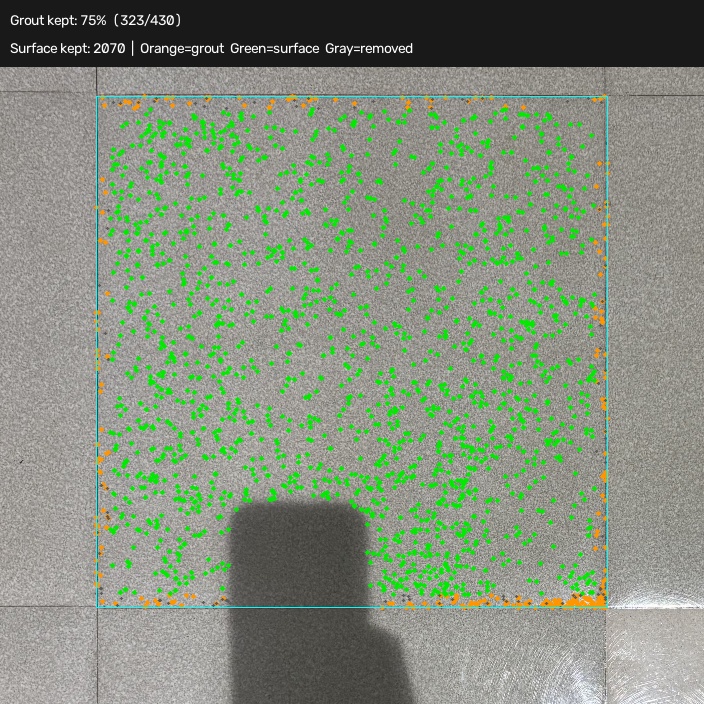 Grout kept: 75% (323/430)
Surface kept: 2070 | Orange=grout Green=surface Gray=removed